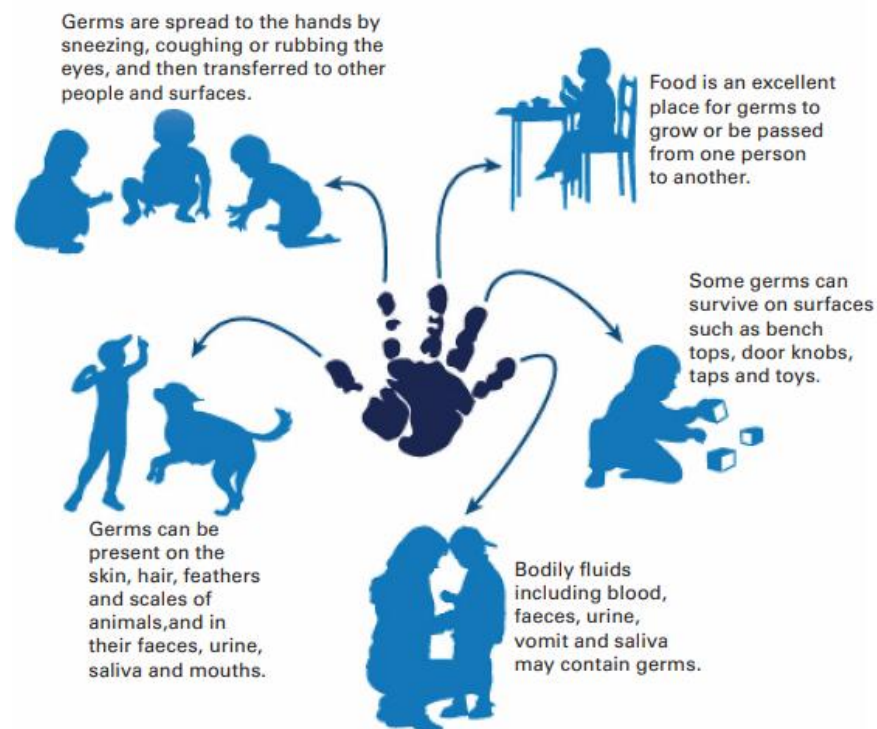 Germs are spread to the hands by
sneezing, coughing or rubbing the
eyes, and then transferred to other
people and surfaces.
Food is an excellent
place for germs to
grow or be passed
from one person
to another.
Some germs can
survive on surfaces
such as bench
tops, door knobs,
taps and toys.
Germs can be
present on the
skin, hair, feathers
and scales of
animals,and in
their faeces, urine,
saliva and mouths.
Bodily fluids
including blood,
faeces, urine,
vomit and saliva
may contain germs.